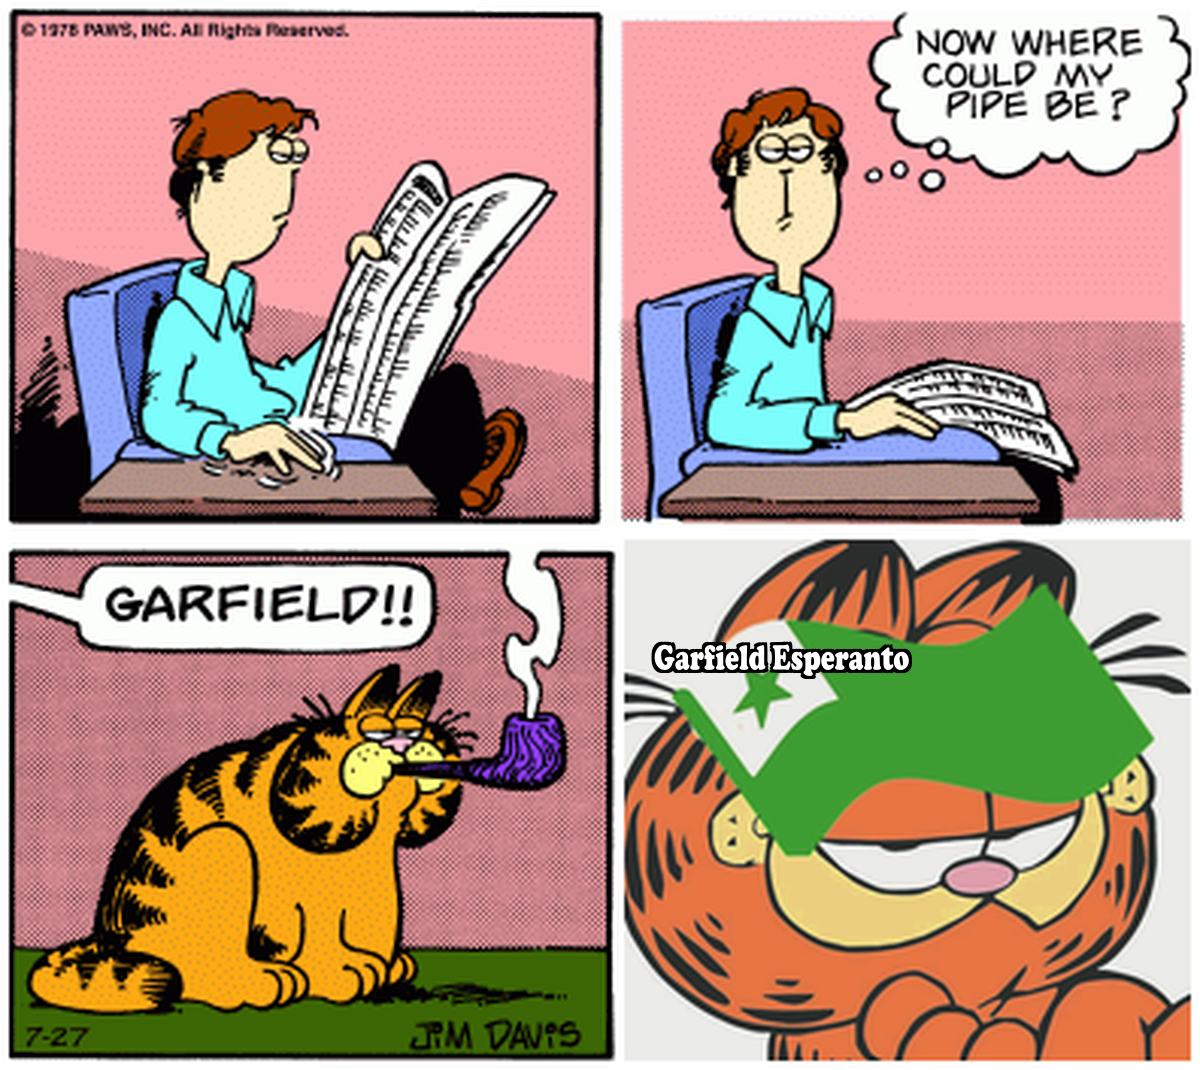 © 1978 PAWS, INC. All Rights Reserved.
NOW WHERE
COULD MY
PIPE BE?
GARFIELD!!
7-27
JIM DAVIS
Garfield Esperanto